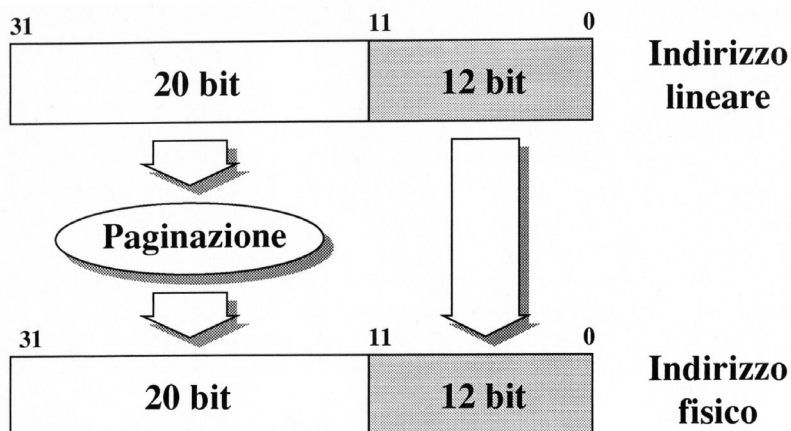 31 11 0
20 bit 12 bit
Indirizzo
lineare
Paginazione
31 11 0
20 bit 12 bit
Indirizzo
fisico